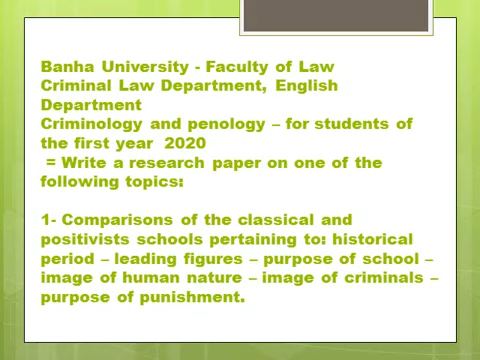 Banha University - Faculty of Law
Criminal Law Department, English
Department
Criminology and penology – for students of
the first year 2020
= Write a research paper on one of the
following topics:
1- Comparisons of the classical and
positivists schools pertaining to: historical
period – leading figures – purpose of school –
image of human nature – image of criminals –
purpose of punishment.